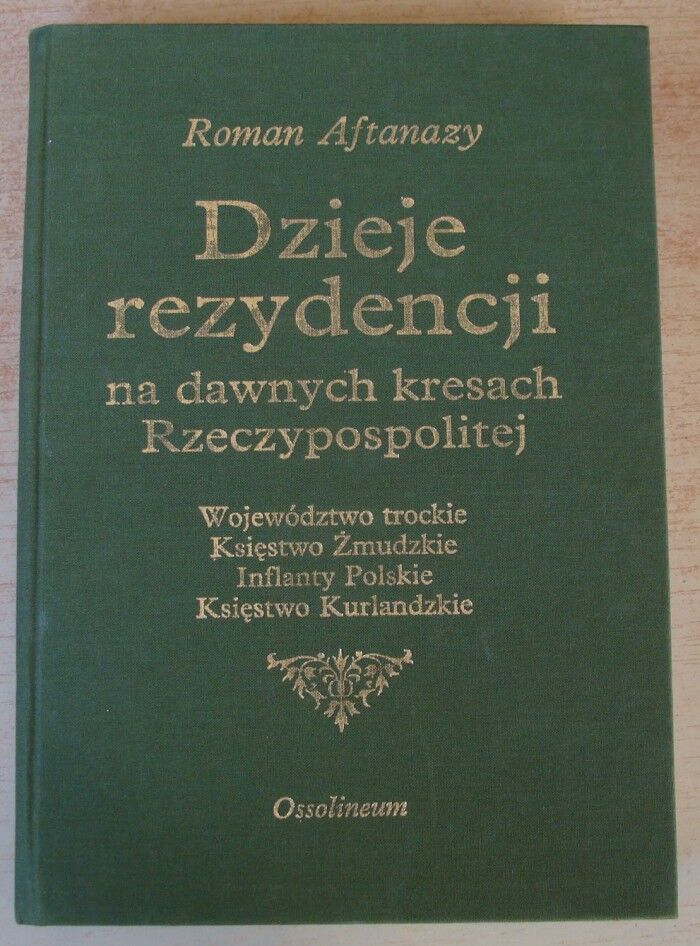 Roman Aftanazy
Dzieje
rezydencji
na dawnych kresach
Rzeczypospolitej
Województwo trockie
Księstwo Żmudzkie
Inflanty Polskie
Księstwo Kurlandzkie
Ossolineum